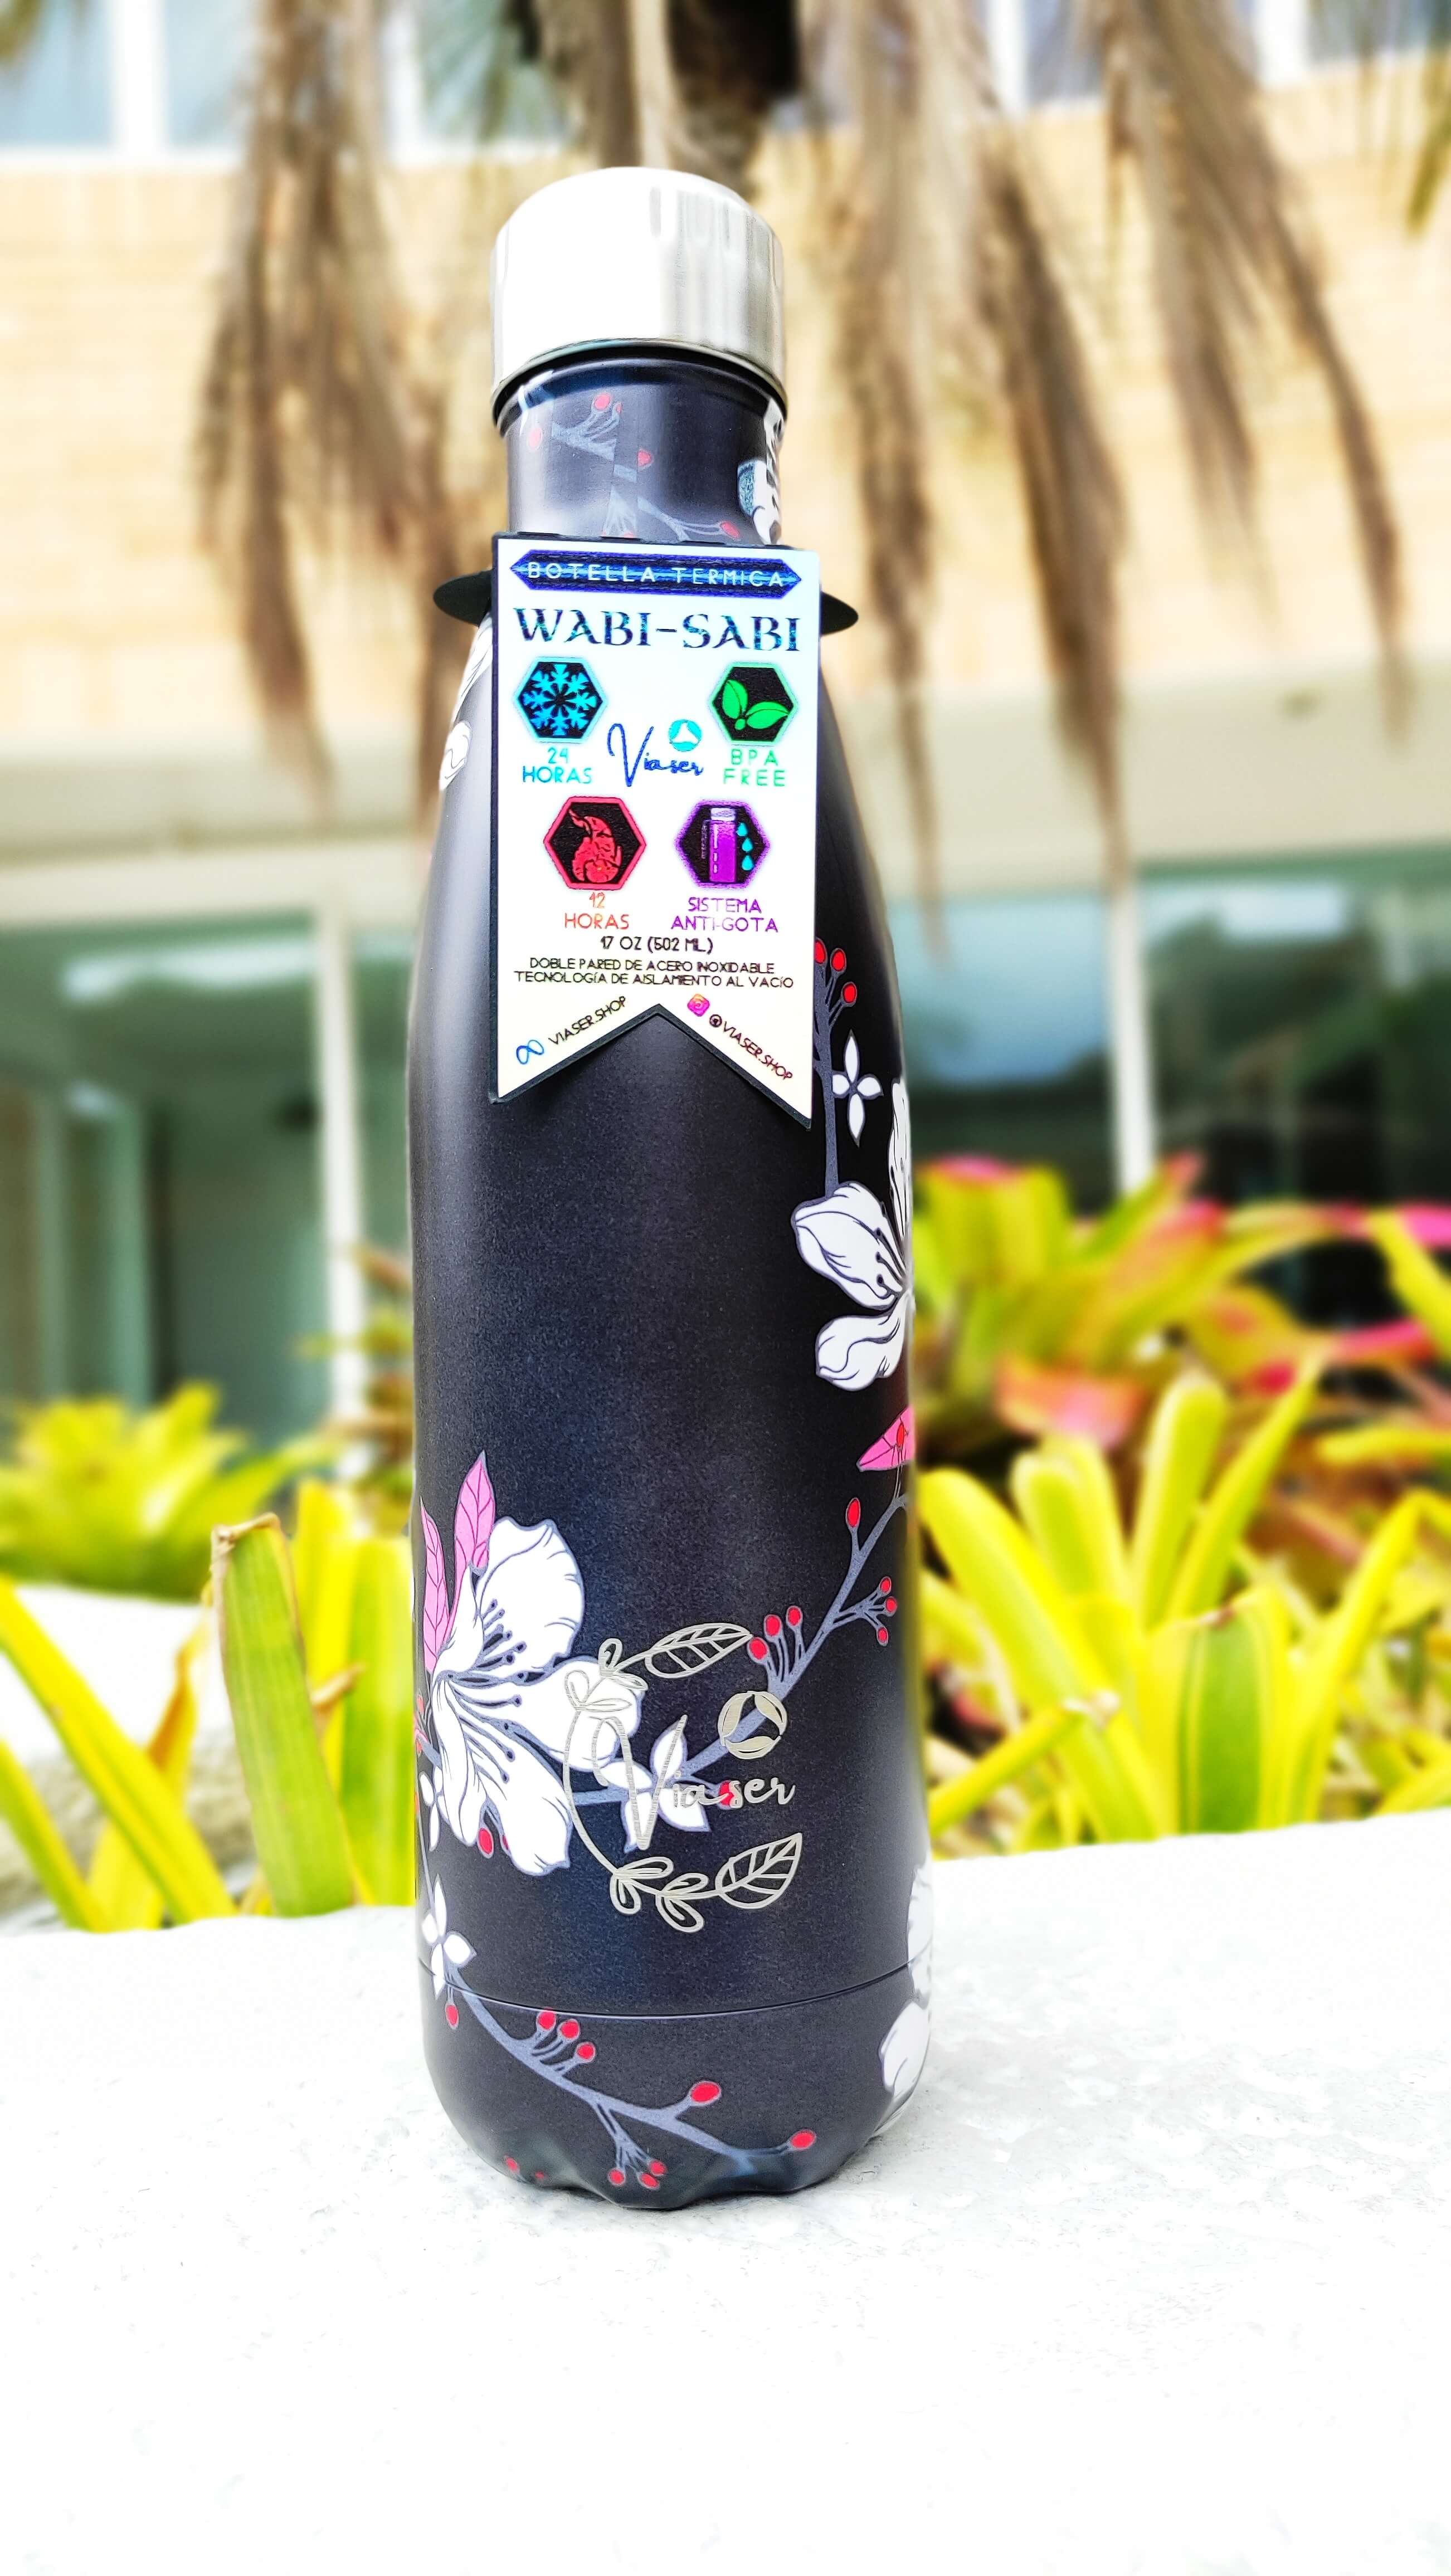 BOTELLA TERMICA
WABI-SABI
24
HORAS
Viaser
BPA
FREE
12
HORAS
SISTEMA
ANTI-GOTA
17 OZ (502 ML)
DOBLE PARED DE ACERO INOXIDABLE
TECNOLOGÍA DE AISLAMIENTO AL VACÍO
VIASER.SHOP
@VIASER.SHOP
Viaser